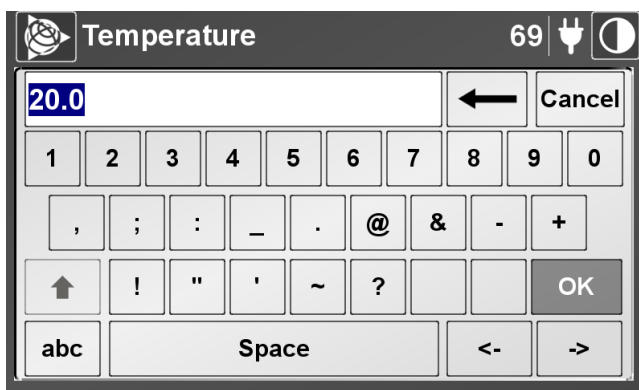 Temperature 69
20.0 Cancel
1 2 3 4 5 6 7 8 9 0
, ; : _ . @ & - +
! " ' ~ ? OK
abc Space <- ->